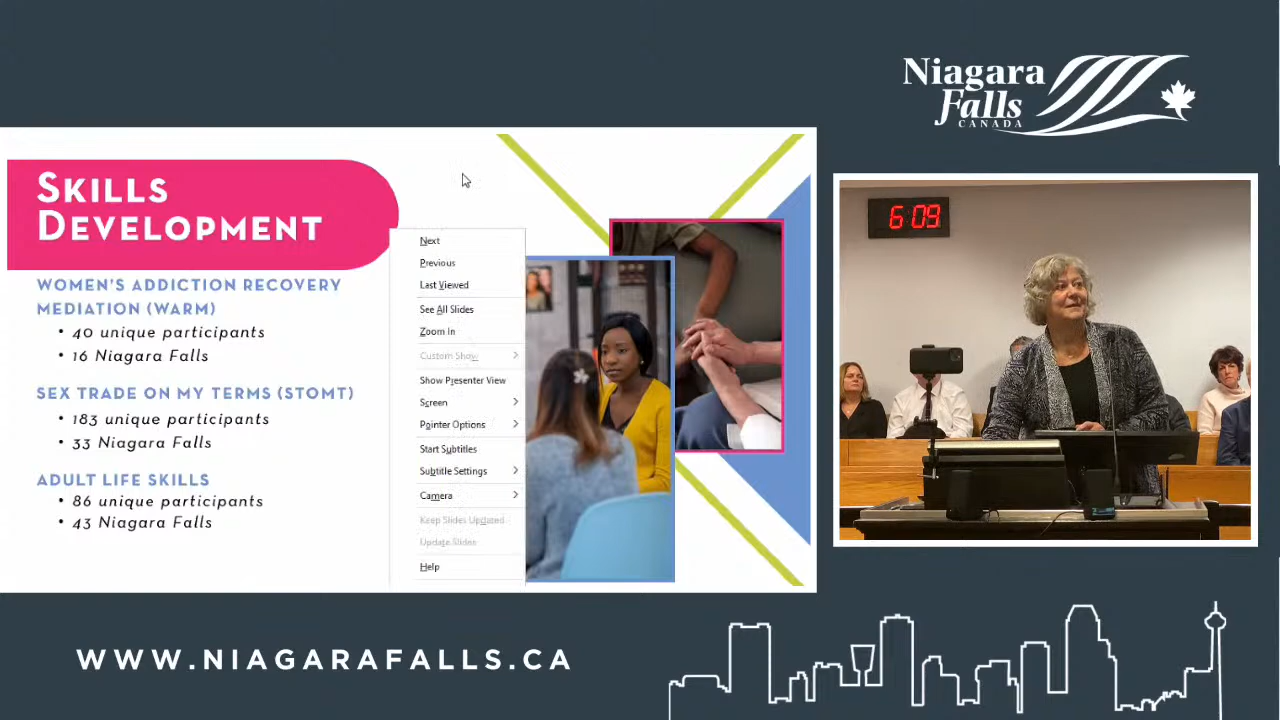 Niagara
Falls
CANADA
SKILLS
DEVELOPMENT
WOMEN'S ADDICTION RECOVERY
MEDIATION (WARM)
• 40 unique participants
• 16 Niagara Falls
SEX TRADE ON MY TERMS (STOMT)
• 183 unique participants
• 33 Niagara Falls
ADULT LIFE SKILLS
• 86 unique participants
• 43 Niagara Falls
Next
Previous
Last Viewed
See All Slides
Zoom In
Custom Show
Show Presenter View
Screen
Pointer Options
Start Subtitles
Subtitle Settings
Camera
Keep Slides Updated
Update Slides
Help
6:09
WWW.NIAGARAFALLS.CA